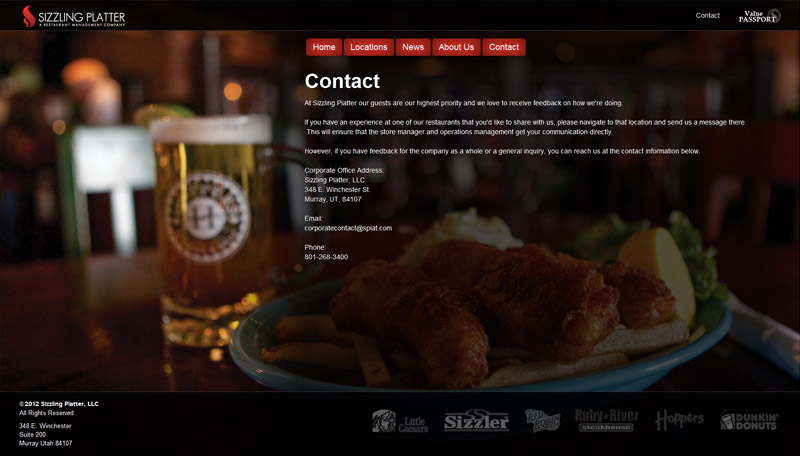 SIZZLING PLATTER
A RESTAURANT MANAGEMENT COMPANY
Contact
Value
PASSPORT
Home Locations News About Us Contact
Contact
At Sizzling Platter our guests are our highest priority and we love to receive feedback on how we're doing.
If you have an experience at one of our restaurants that you'd like to share with us, please navigate to that location and send us a message there.
This will ensure that the store manager and operations management get your communication directly.
However, if you have feedback for the company as a whole or a general inquiry, you can reach us at the contact information below.
Corporate Office Address:
Sizzling Platter, LLC
348 E. Winchester St.
Murray, UT, 84107
Email:
corporatecontact@splat.com
Phone:
801-268-3400
H
©2012 Sizzling Platter, LLC
All Rights Reserved
348 E. Winchester
Suite 200
Murray Utah 84107
Little Caesars
Sizzler
RED ROBIN
Ruby River
steakhouse
Hoppers
DUNKIN' DONUTS